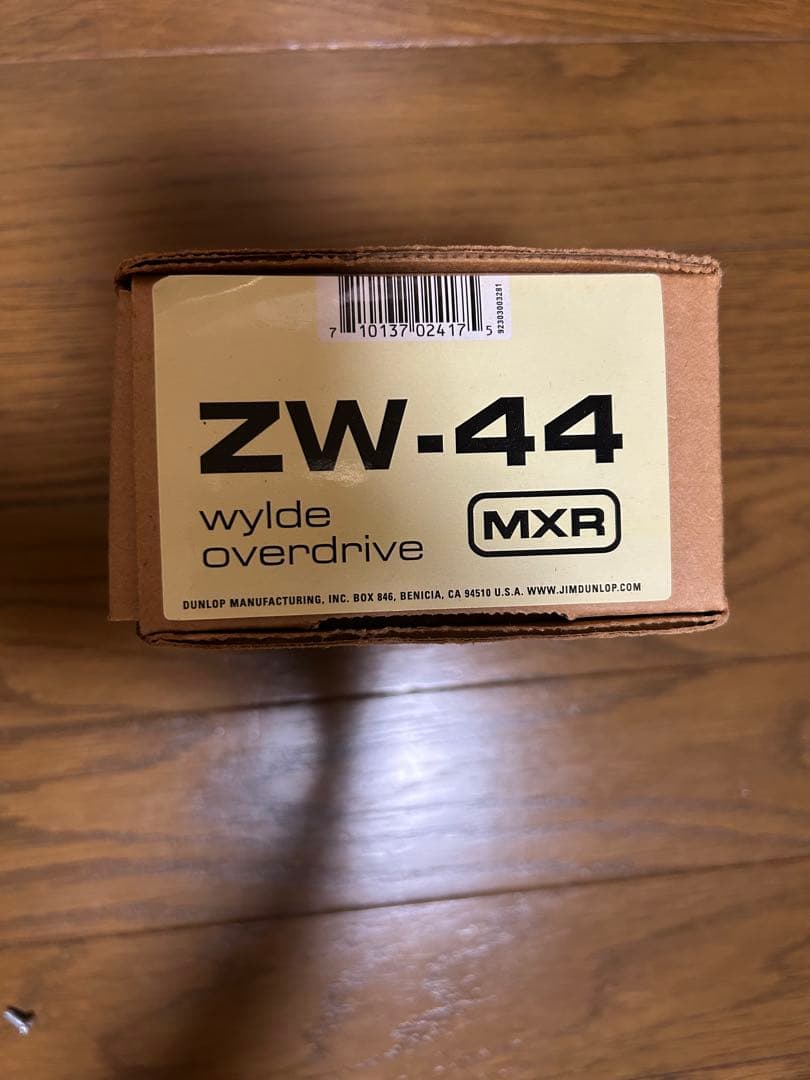 7 10137 02417 5
92303003281
ZW-44
wylde
overdrive
MXR
DUNLOP MANUFACTURING, INC. BOX 846, BENICIA, CA 94510 U.S.A. WWW.JIMDUNLOP.COM